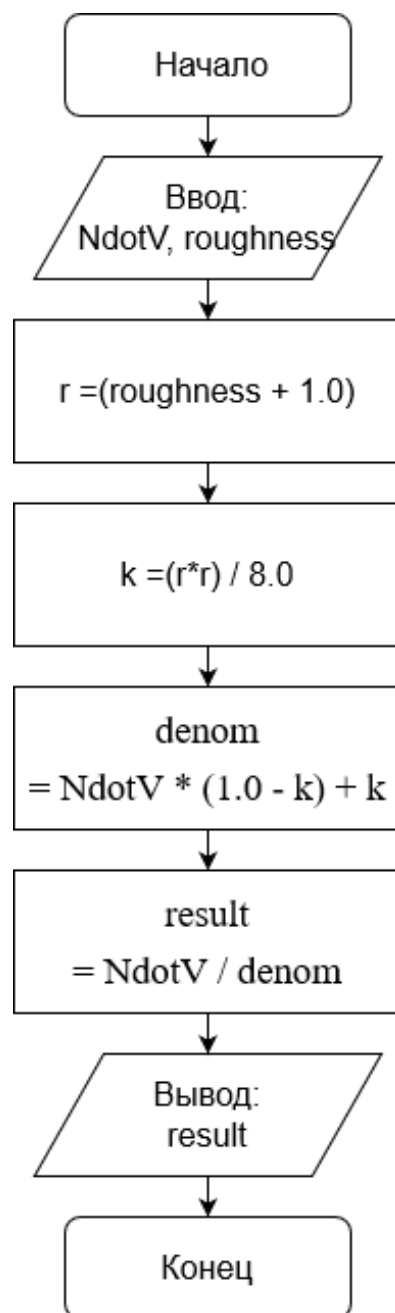 Начало
Ввод:
NdotV, roughness
r =(roughness + 1.0)
k =(r*r) / 8.0
denom
= NdotV * (1.0 - k) + k
result
= NdotV / denom
Вывод:
result
Конец